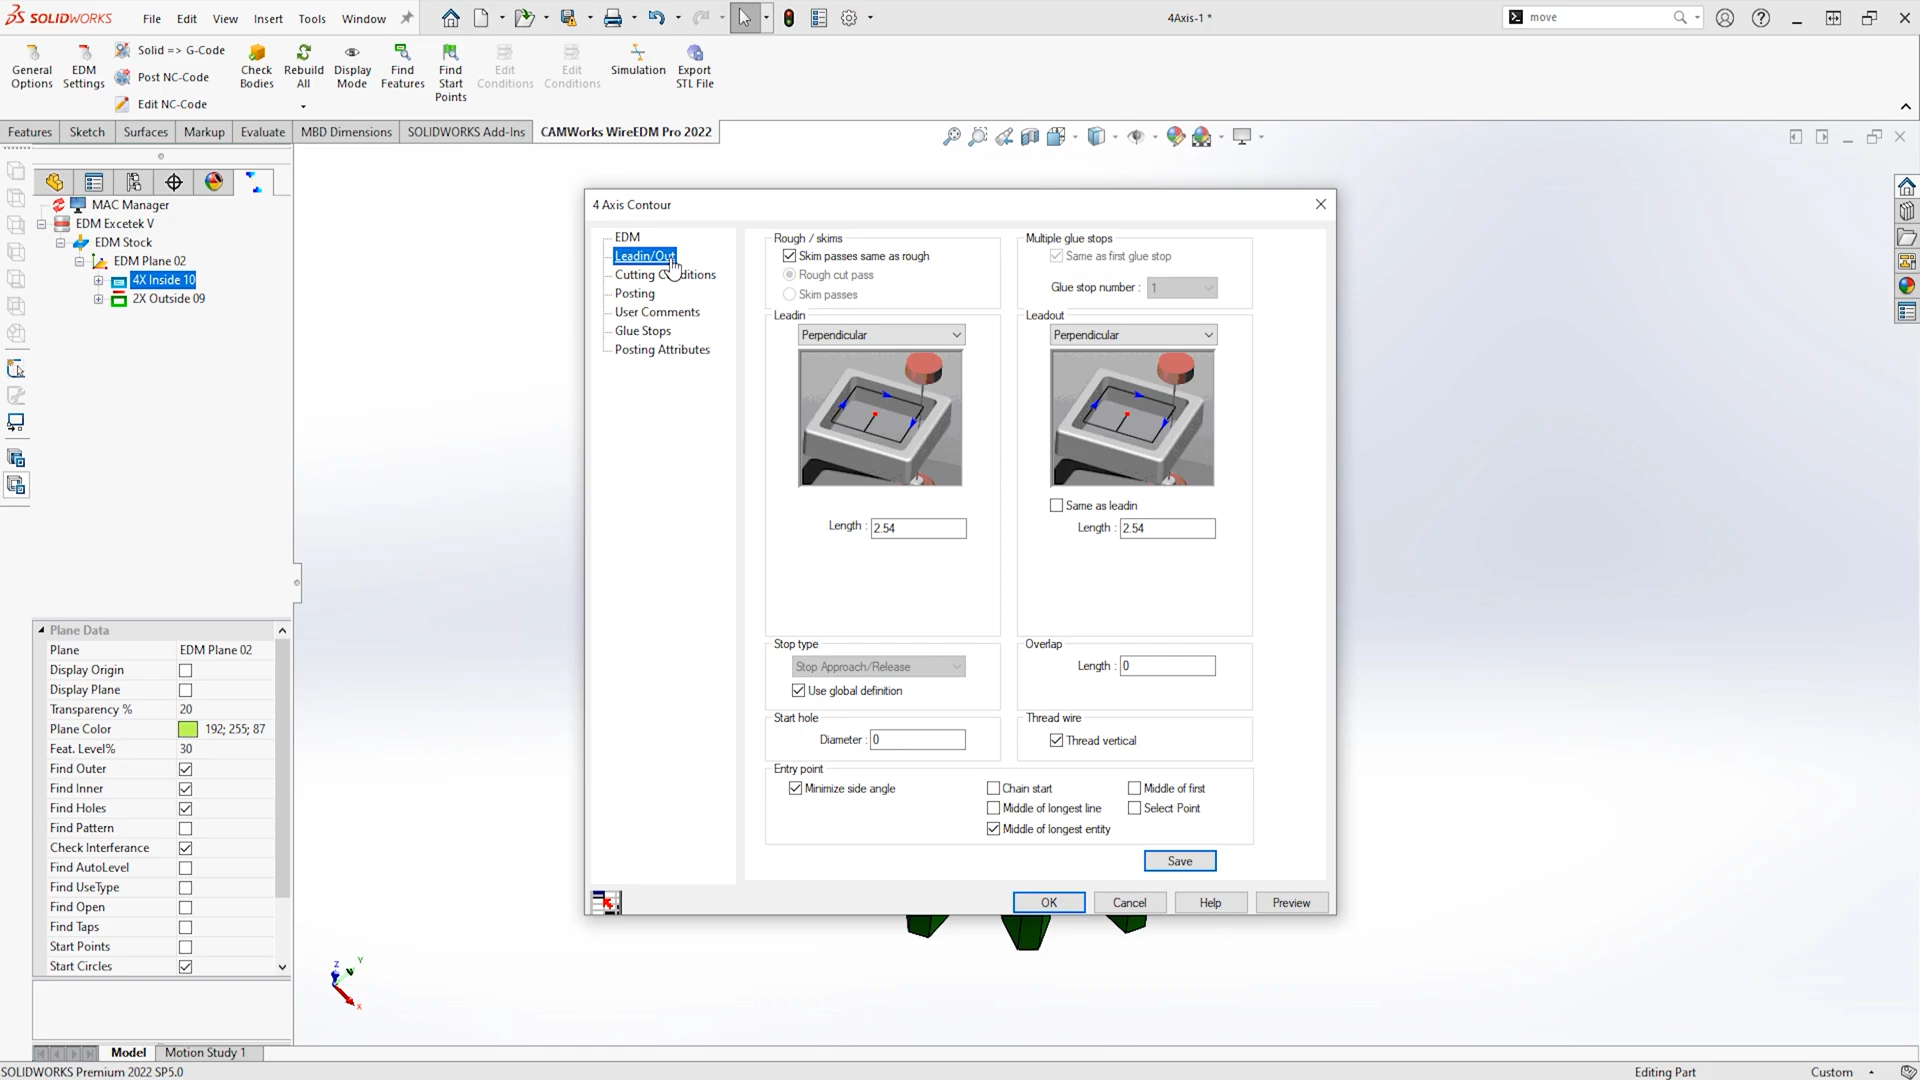 SOLIDWORKS File Edit View Insert Tools Window 4Axis-1 * move
General Options
EDM Settings
Solid => G-Code
Post NC-Code
Edit NC-Code
Check Bodies
Rebuild All
Display Mode
Find Features
Find Start Points
Edit Conditions
Edit Conditions
Simulation
Export STL File
Features Sketch Surfaces Markup Evaluate MBD Dimensions SOLIDWORKS Add-Ins CAMWorks WireEDM Pro 2022
MAC Manager
EDM Excetek V
EDM Stock
EDM Plane 02
4X Inside 10
2X Outside 09
Plane Data
Plane EDM Plane 02
Display Origin
Display Plane
Transparency % 20
Plane Color 192; 255; 87
Feat. Level% 30
Find Outer
Find Inner
Find Holes
Find Pattern
Check Interferance
Find AutoLevel
Find UseType
Find Open
Find Taps
Start Points
Start Circles
4 Axis Contour
EDM
Leadin/Out
Cutting Conditions
Posting
User Comments
Glue Stops
Posting Attributes
Rough / skims
Skim passes same as rough
Rough cut pass
Skim passes
Multiple glue stops
Same as first glue stop
Glue stop number : 1
Leadin
Perpendicular
Length : 2.54
Leadout
Perpendicular
Same as leadin
Length : 2.54
Stop type
Stop Approach/Release
Use global definition
Overlap
Length : 0
Start hole
Diameter : 0
Thread wire
Thread vertical
Entry point
Minimize side angle
Chain start
Middle of first
Middle of longest line
Select Point
Middle of longest entity
Save
OK Cancel Help Preview
Z Y
X
Model Motion Study 1
SOLIDWORKS Premium 2022 SP5.0 Editing Part Custom